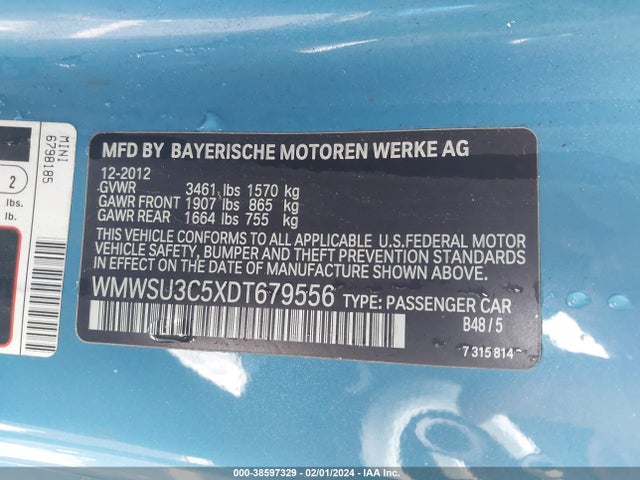 MINI
6798185
2
lbs.
lb.
MFD BY BAYERISCHE MOTOREN WERKE AG
12-2012
GVWR 3461 lbs 1570 kg
GAWR FRONT 1907 lbs 865 kg
GAWR REAR 1664 lbs 755 kg
THIS VEHICLE CONFORMS TO ALL APPLICABLE U.S.FEDERAL MOTOR
VEHICLE SAFETY, BUMPER, AND THEFT PREVENTION STANDARDS
IN EFFECT ON THE DATE OF MANUFACTURE SHOWN ABOVE.
WMWSU3C5XDT679556 TYPE: PASSENGER CAR
B48 / 5
7 315 814
000-38597329 - 02/01/2024 - IAA Inc.